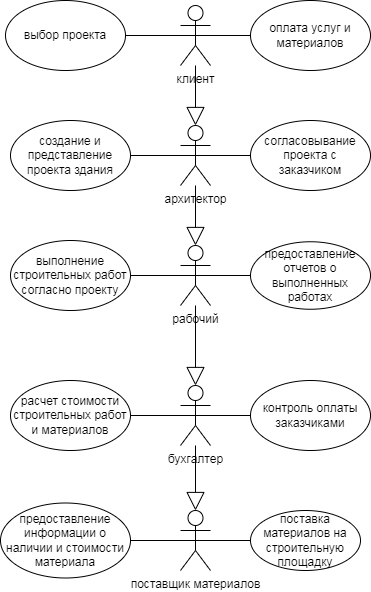 выбор проекта
оплата услуг и
материалов
клиент
создание и
представление
проекта здания
согласовывание
проекта с
заказчиком
архитектор
выполнение
строительных работ
согласно проекту
предоставление
отчетов о
выполненных
работах
рабочий
расчет стоимости
строительных работ
и материалов
контроль оплаты
заказчиками
бухгалтер
предоставление
информации о
наличии и стоимости
материала
поставка
материалов на
строительную
площадку
поставщик материалов